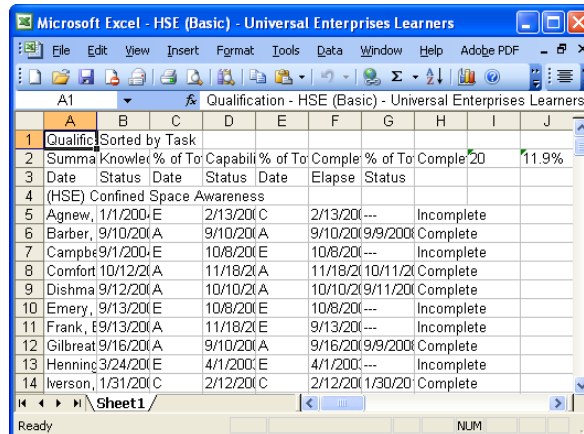 Microsoft Excel - HSE (Basic) - Universal Enterprises Learners
File Edit View Insert Format Tools Data Window Help Adobe PDF
A1 fx Qualification - HSE (Basic) - Universal Enterprises Learners
A B C D E F G H I J
1 Qualific Sorted by Task
2 Summa Knowled % of To Capabili % of To Comple % of To Comple 20 11.9%
3 Date Status Date Status Date Elapse Status
4 (HSE) Confined Space Awareness
5 Agnew, 1/1/2004 E 2/13/20 C 2/13/20 --- Incomplete
6 Barber, 9/10/20 A 9/10/20 A 9/10/20 9/9/200 Complete
7 Campbe 9/1/2004 E 10/8/20 E 10/8/20 --- Incomplete
8 Comfort 10/12/2 A 11/18/2 A 11/18/2 10/11/2 Complete
9 Dishma 9/12/20 A 10/10/2 A 10/10/2 9/11/20 Complete
10 Emery, 9/13/20 E 10/8/20 E 10/8/20 --- Incomplete
11 Frank, E 9/13/20 A 11/18/2 E 9/13/20 --- Incomplete
12 Gilbreat 9/16/20 A 9/10/20 A 9/16/20 9/9/200 Complete
13 Henning 3/24/20 E 4/1/200 E 4/1/200 --- Incomplete
14 Iverson, 1/31/20 C 2/12/20 C 2/12/20 1/30/20 Complete
Sheet1
Ready NUM